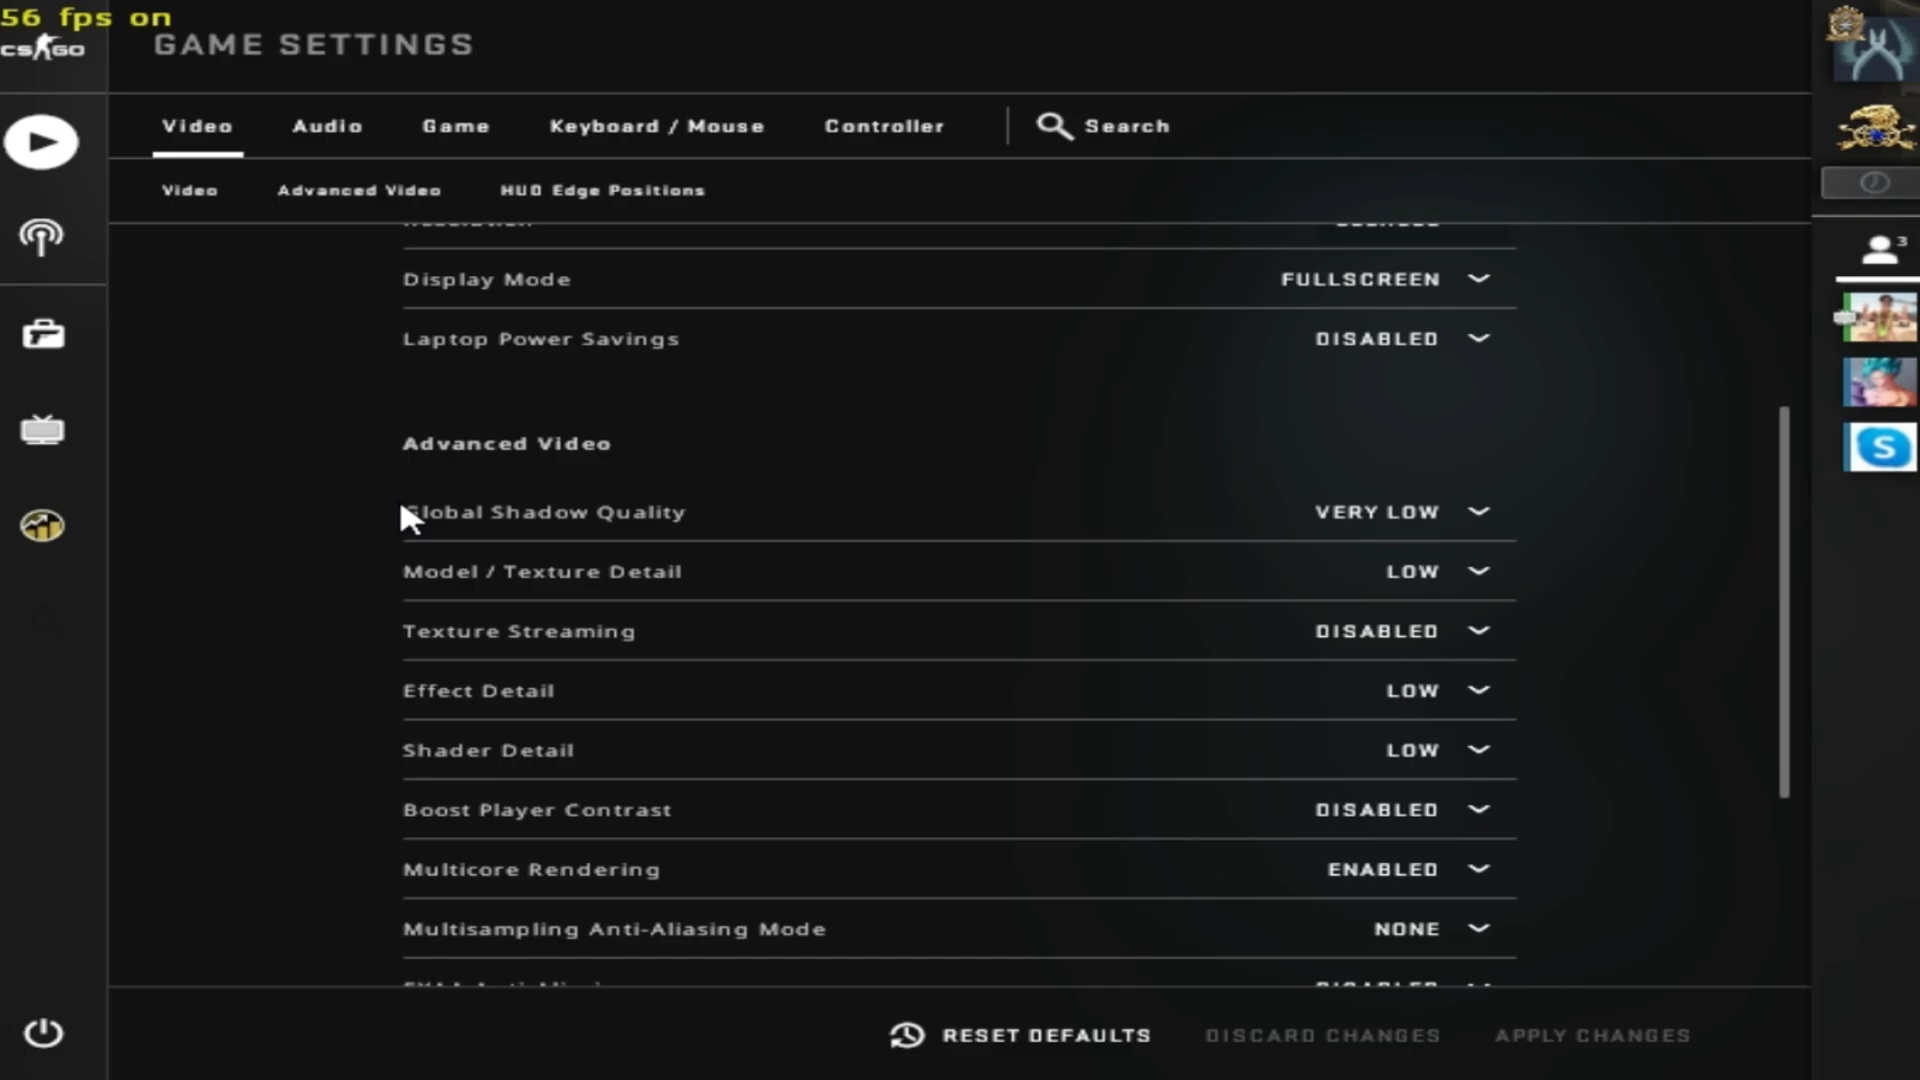 56 fps on
CS GO
GAME SETTINGS
Video Audio Game Keyboard / Mouse Controller Search
Video Advanced Video HUD Edge Positions
Display Mode FULLSCREEN
Laptop Power Savings DISABLED
3
S
Advanced Video
Global Shadow Quality VERY LOW
Model / Texture Detail LOW
Texture Streaming DISABLED
Effect Detail LOW
Shader Detail LOW
Boost Player Contrast DISABLED
Multicore Rendering ENABLED
Multisampling Anti-Aliasing Mode NONE
RESET DEFAULTS DISCARD CHANGES APPLY CHANGES